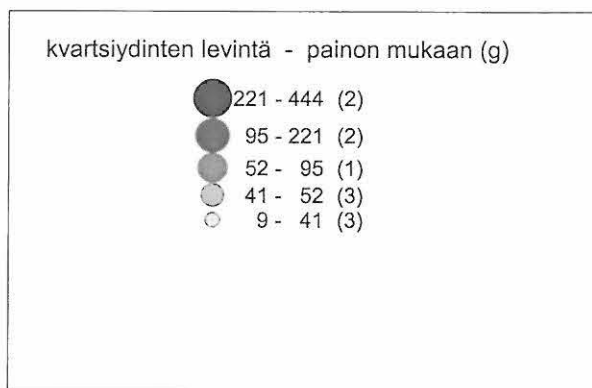 kvartsiydinten levintä - painon mukaan (g)
221 - 444 (2)
95 - 221 (2)
52 - 95 (1)
41 - 52 (3)
9 - 41 (3)